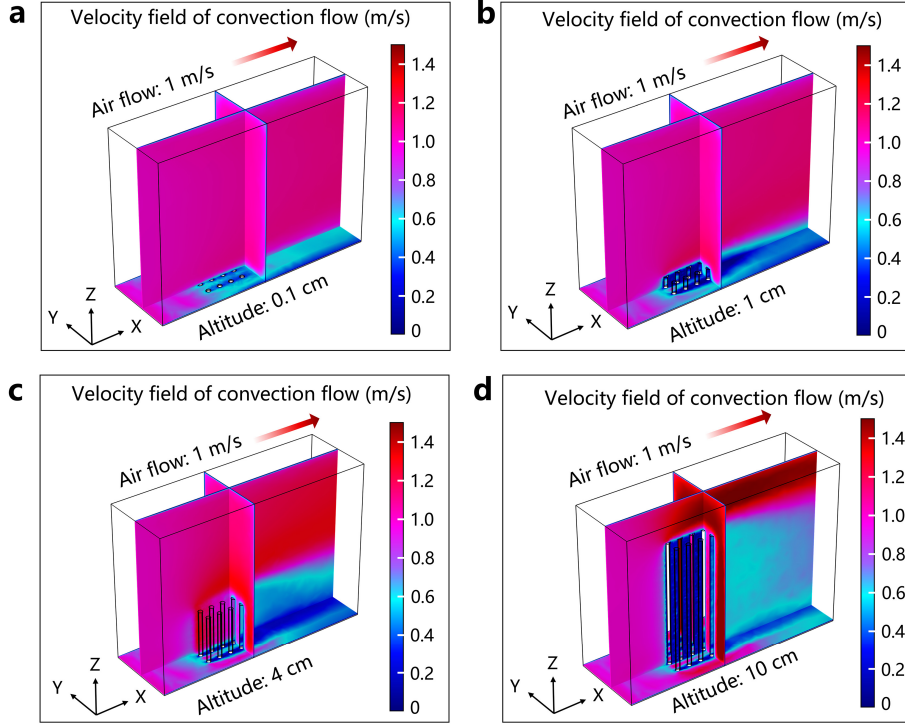 a
Velocity field of convection flow (m/s)
Air flow: 1 m/s
1.4
1.2
1.0
0.8
0.6
0.4
0.2
0
Z
Y
X
Altitude: 0.1 cm
b
Velocity field of convection flow (m/s)
Air flow: 1 m/s
1.4
1.2
1.0
0.8
0.6
0.4
0.2
0
Z
Y
X
Altitude: 1 cm
c
Velocity field of convection flow (m/s)
Air flow: 1 m/s
1.4
1.2
1.0
0.8
0.6
0.4
0.2
0
Z
Y
X
Altitude: 4 cm
d
Velocity field of convection flow (m/s)
Air flow: 1 m/s
1.4
1.2
1.0
0.8
0.6
0.4
0.2
0
Z
Y
X
Altitude: 10 cm